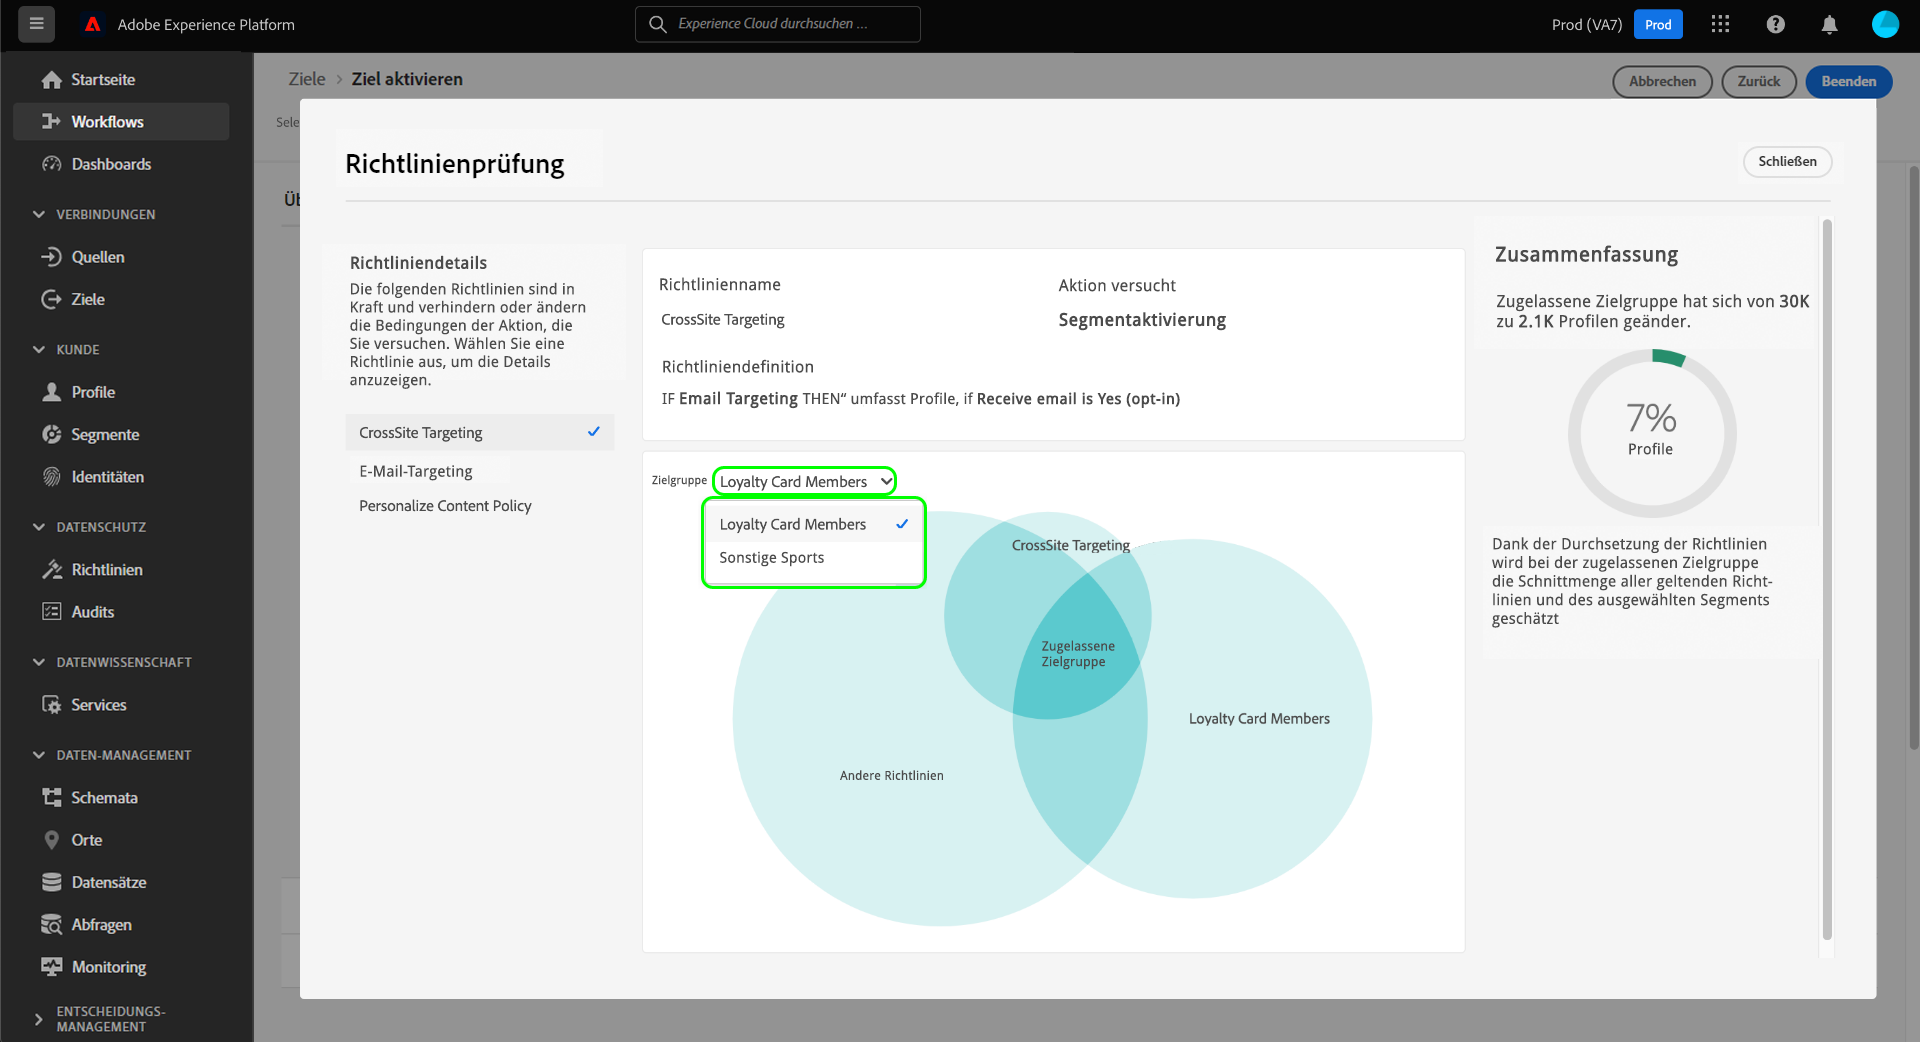 Adobe Experience Platform
Experience Cloud durchsuchen ...
Prod (VA7)
Prod
Startseite
Workflows
Dashboards
VERBINDUNGEN
Quellen
Ziele
KUNDE
Profile
Segmente
Identitäten
DATENSCHUTZ
Richtlinien
Audits
DATENWISSENSCHAFT
Services
DATEN-MANAGEMENT
Schemata
Orte
Datensätze
Abfragen
Monitoring
ENTSCHEIDUNGS-
MANAGEMENT
Ziele > Ziel aktivieren
Abbrechen
Zurück
Beenden
Sele
Üb
Richtlinienprüfung
Schließen
Richtliniendetails
Die folgenden Richtlinien sind in
Kraft und verhindern oder ändern
die Bedingungen der Aktion, die
Sie versuchen. Wählen Sie eine
Richtlinie aus, um die Details
anzuzeigen.
CrossSite Targeting
E-Mail-Targeting
Personalize Content Policy
Richtlinienname
CrossSite Targeting
Aktion versucht
Segmentaktivierung
Richtliniendefinition
IF Email Targeting THEN“ umfasst Profile, if Receive email is Yes (opt-in)
Zielgruppe
Loyalty Card Members
Loyalty Card Members
Sonstige Sports
CrossSite Targeting
Zugelassene
Zielgruppe
Loyalty Card Members
Andere Richtlinien
Zusammenfassung
Zugelassene Zielgruppe hat sich von 30K
zu 2.1K Profilen geänder.
7%
Profile
Dank der Durchsetzung der Richtlinien
wird bei der zugelassenen Zielgruppe
die Schnittmenge aller geltenden Richt-
linien und des ausgewählten Segments
geschätzt